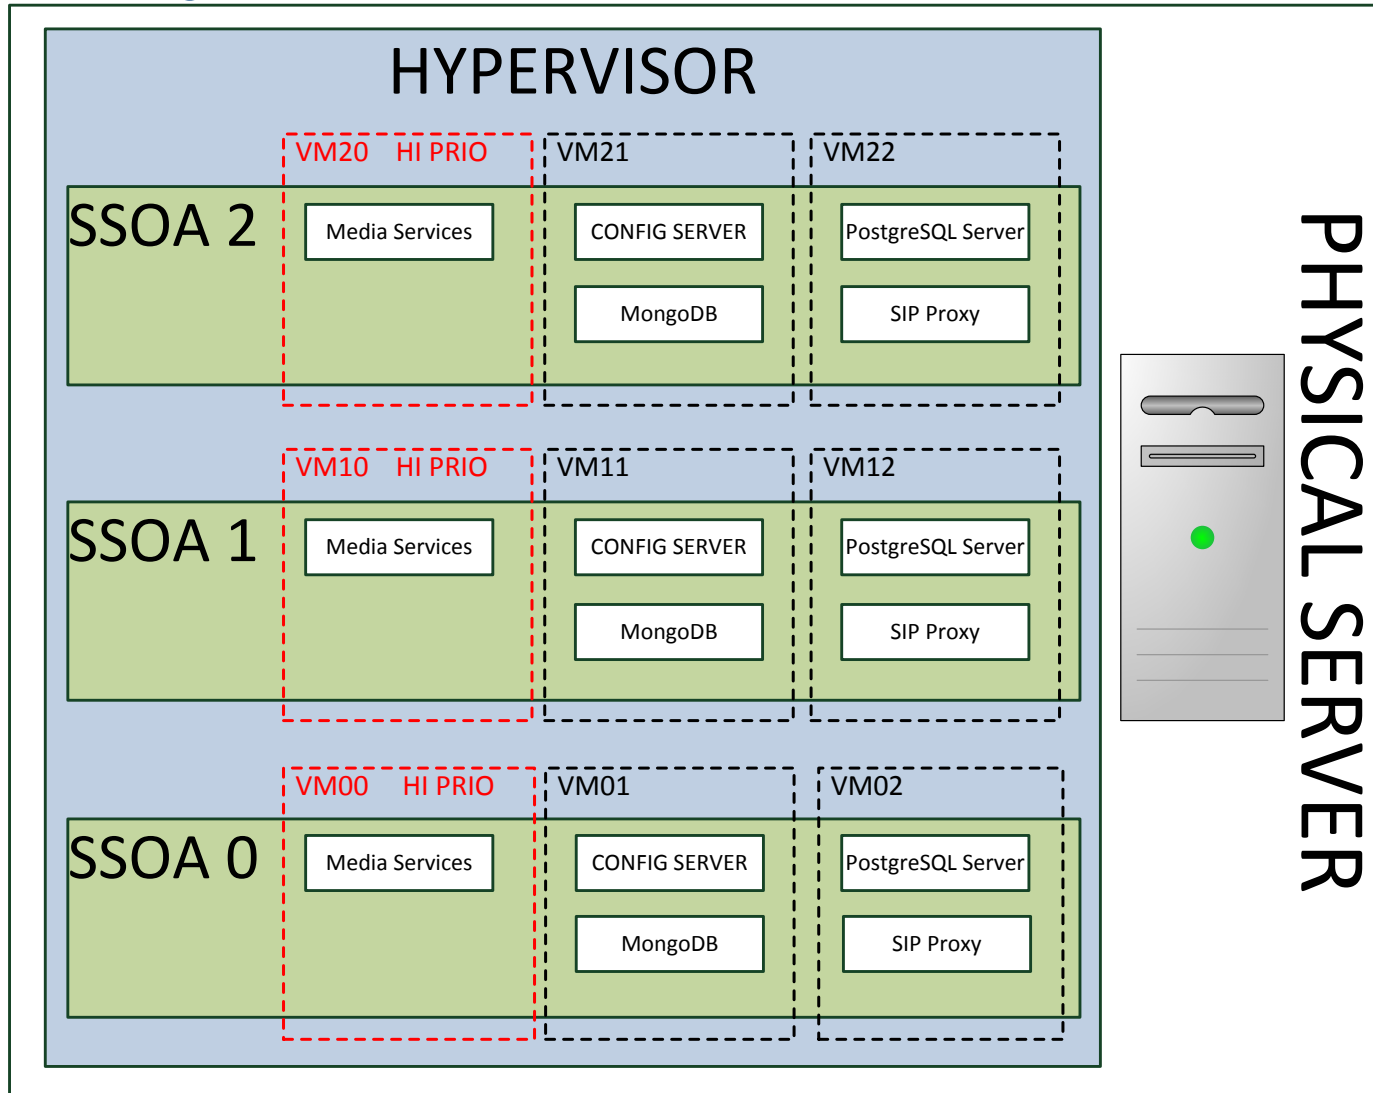 HYPERVISOR
VM20 HI PRIO
VM21
VM22
SSOA 2
Media Services
CONFIG SERVER
PostgreSQL Server
MongoDB
SIP Proxy
VM10 HI PRIO
VM11
VM12
SSOA 1
Media Services
CONFIG SERVER
PostgreSQL Server
MongoDB
SIP Proxy
VM00 HI PRIO
VM01
VM02
SSOA 0
Media Services
CONFIG SERVER
PostgreSQL Server
MongoDB
SIP Proxy
PHYSICAL SERVER